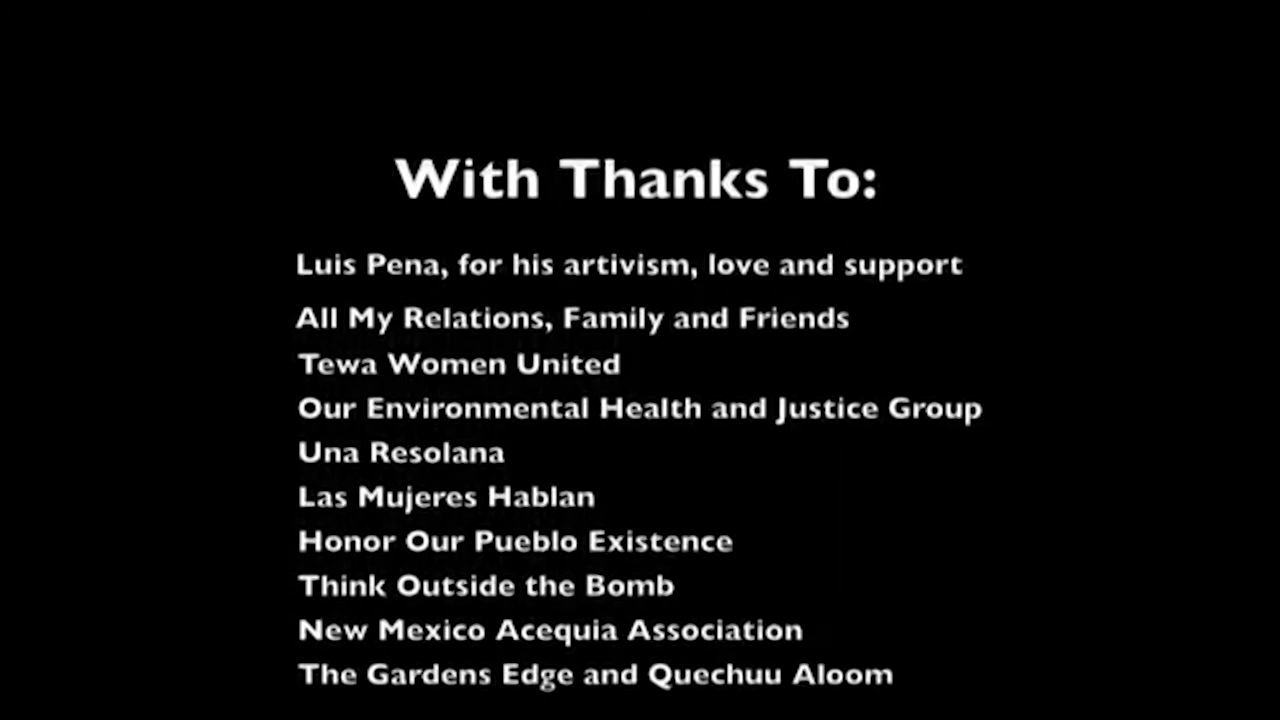 With Thanks To:
Luis Pena, for his artivism, love and support
All My Relations, Family and Friends
Tewa Women United
Our Environmental Health and Justice Group
Una Resolana
Las Mujeres Hablan
Honor Our Pueblo Existence
Think Outside the Bomb
New Mexico Acequia Association
The Gardens Edge and Quechuu Aloom